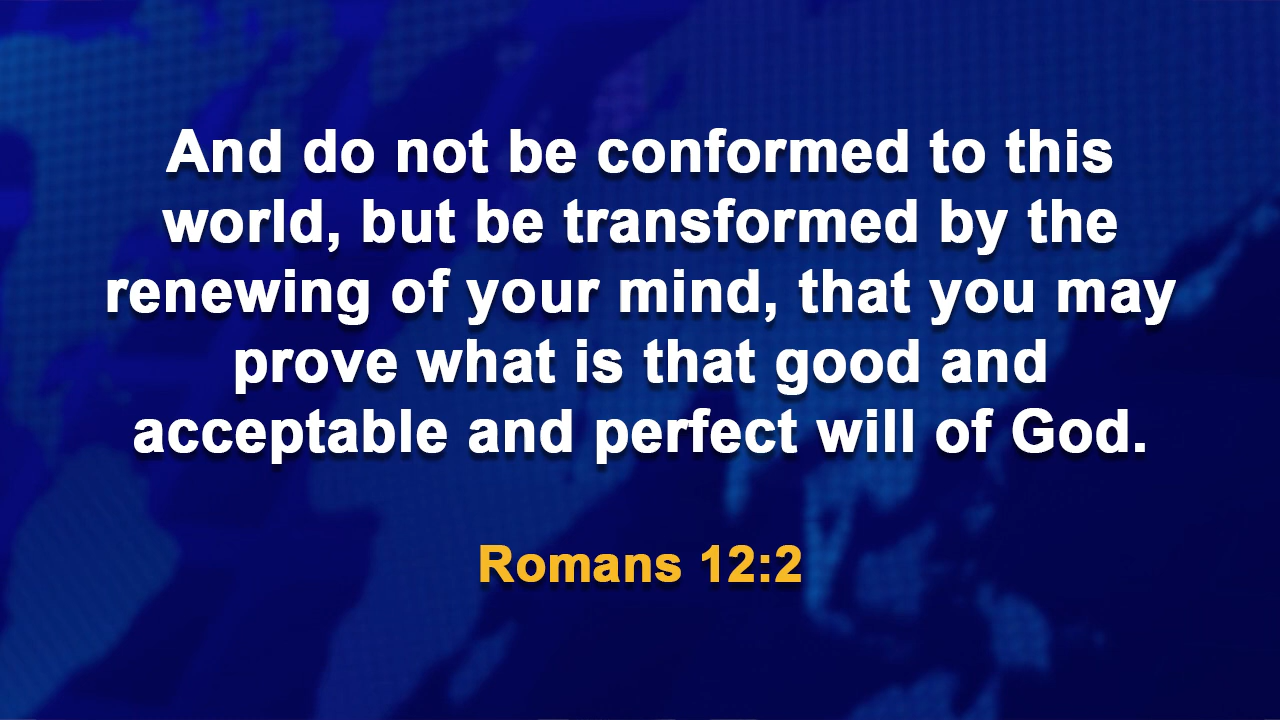 And do not be conformed to this
world, but be transformed by the
renewing of your mind, that you may
prove what is that good and
acceptable and perfect will of God.
Romans 12:2